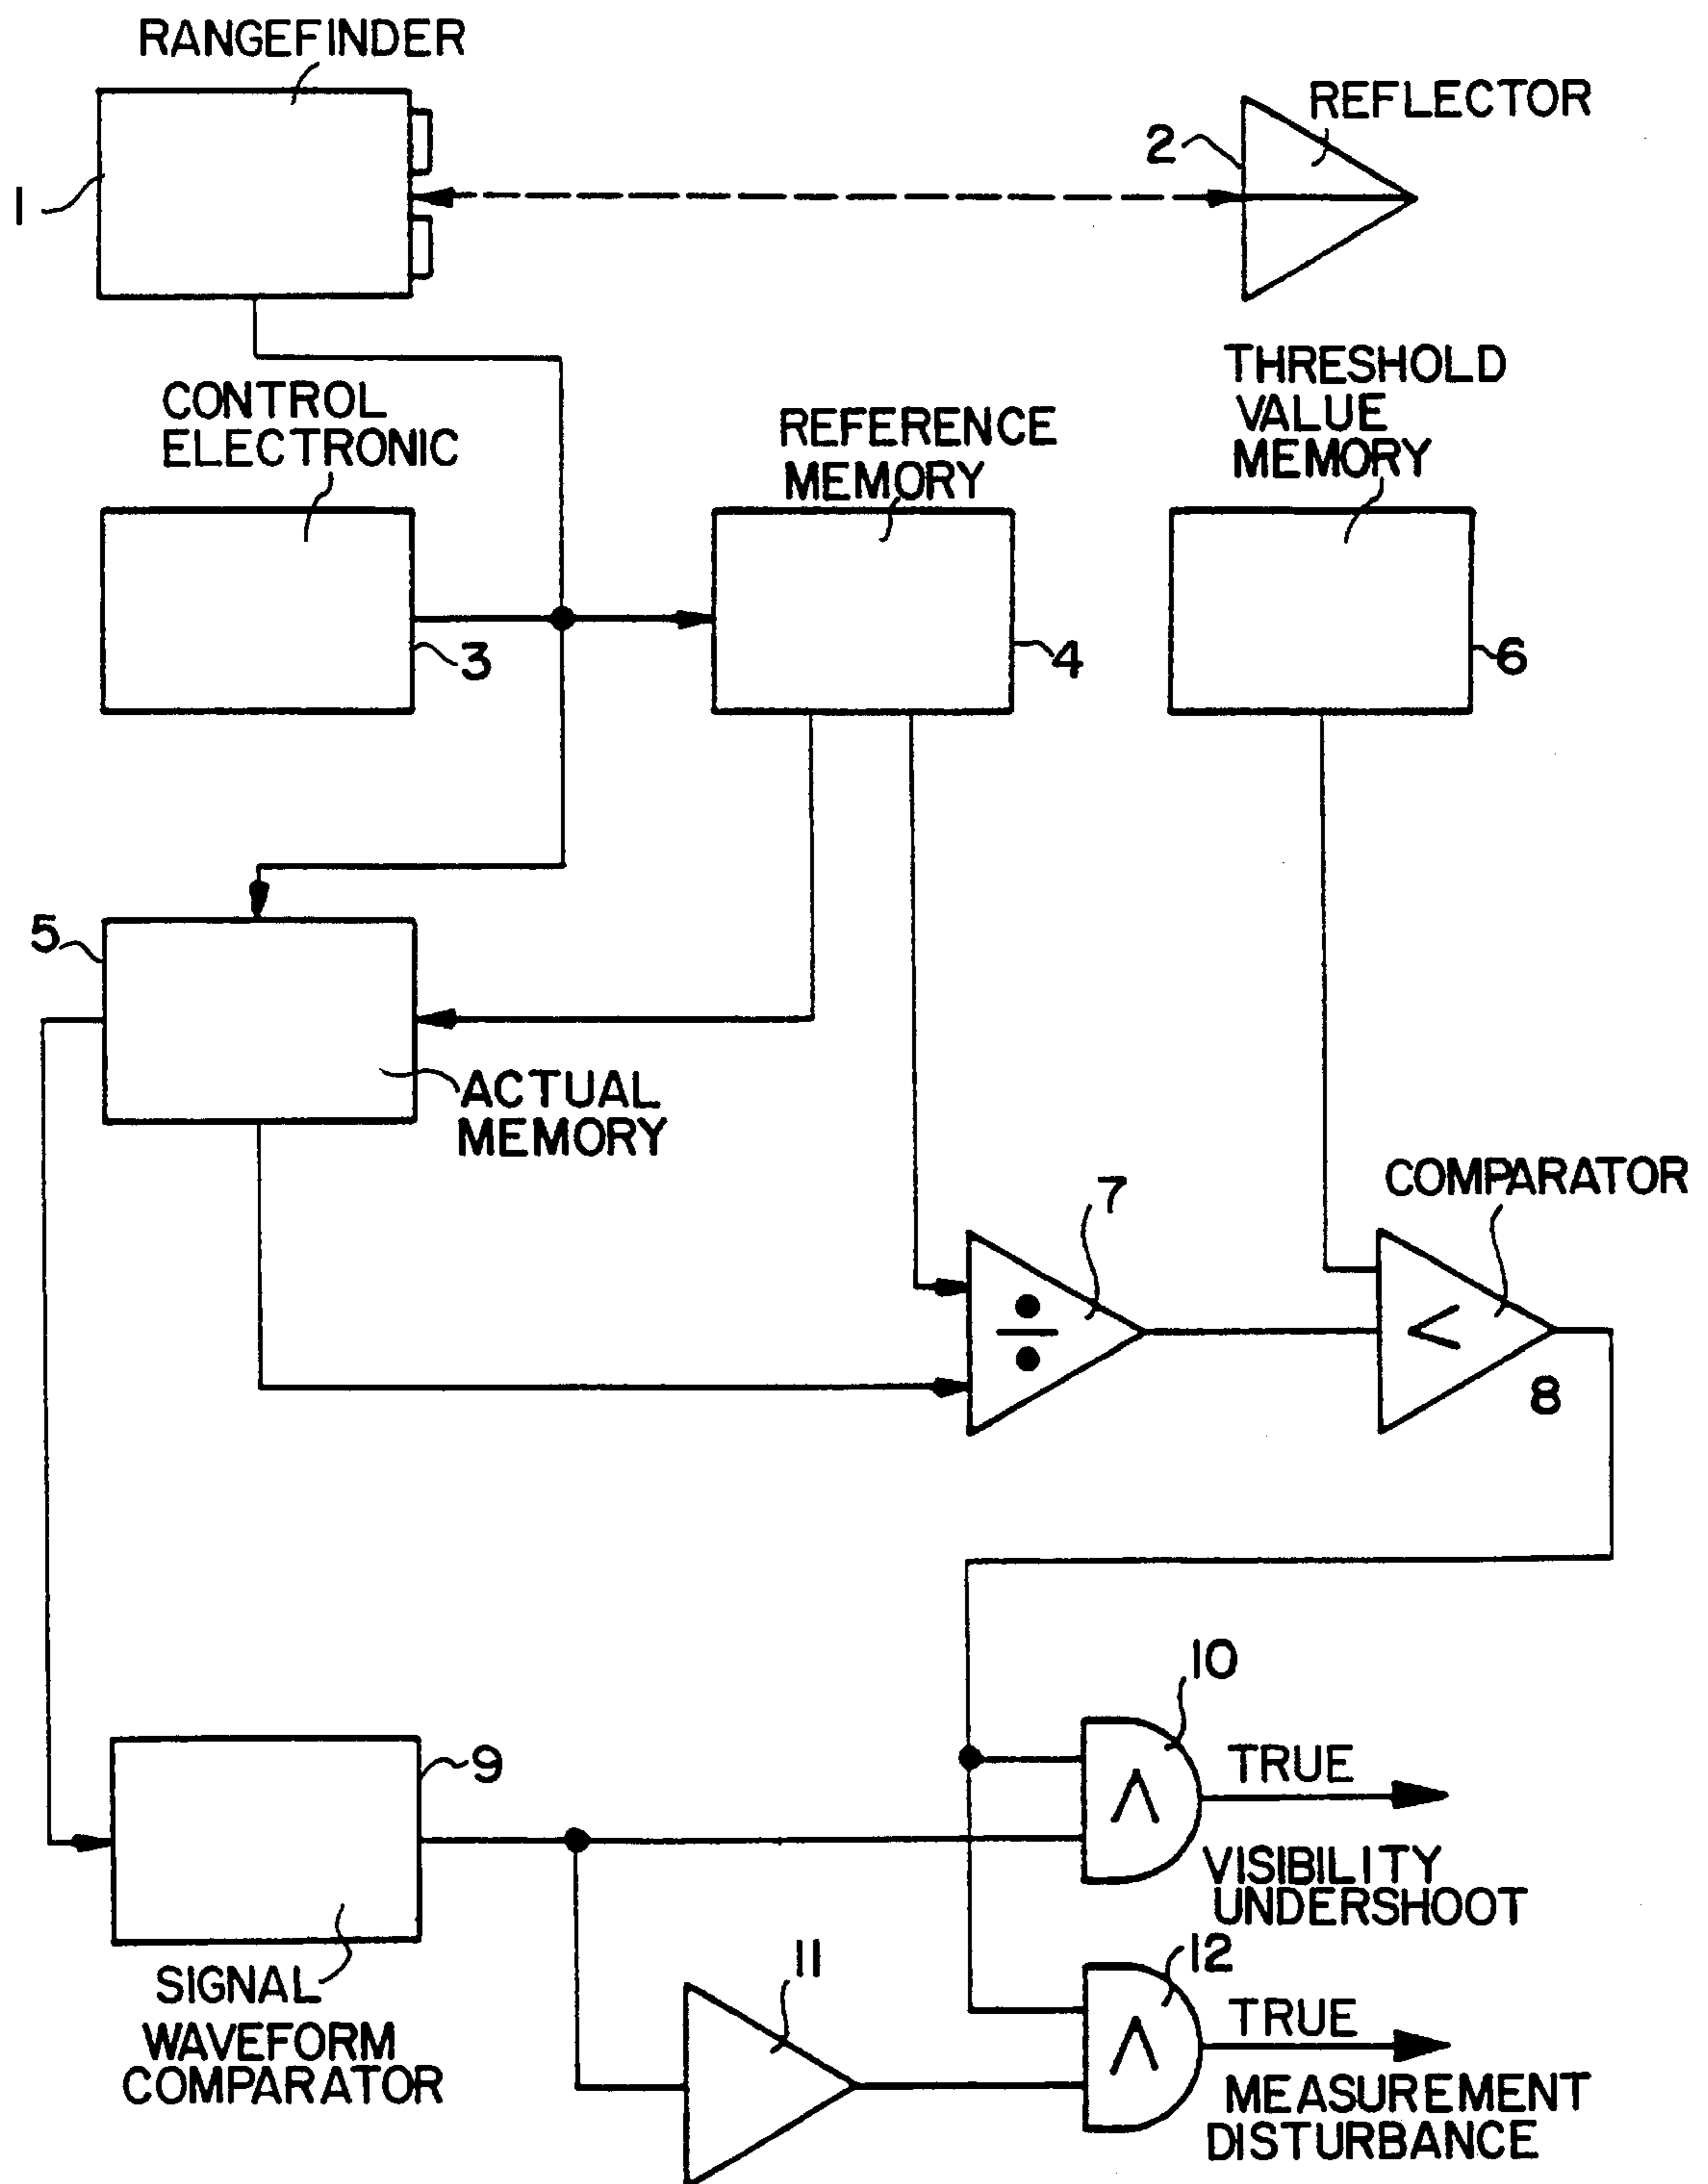 RANGEFINDER
REFLECTOR
1
2
CONTROL
ELECTRONIC
REFERENCE
MEMORY
THRESHOLD
VALUE
MEMORY
3
4
6
5
ACTUAL
MEMORY
7
COMPARATOR
÷
<
8
10
9
TRUE
Λ
VISIBILITY
UNDERSHOOT
SIGNAL
WAVEFORM
COMPARATOR
11
12
TRUE
Λ
MEASUREMENT
DISTURBANCE